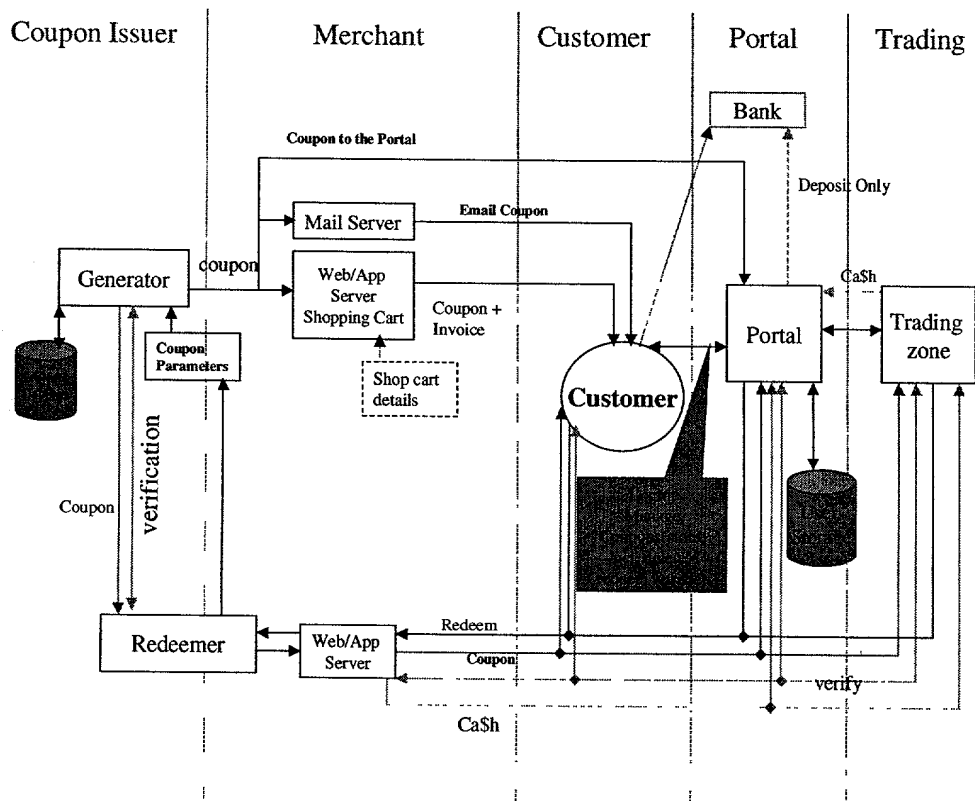 Coupon Issuer
Merchant
Customer
Portal
Trading
Bank
Coupon to the Portal
Deposit Only
Mail Server
Email Coupon
Generator
coupon
Web/App
Server
Shopping Cart
Coupon +
Invoice
Ca$h
Portal
Trading
zone
Coupon
Parameters
Shop cart
details
Customer
verification
Coupon
Redeemer
Web/App
Server
Redeem
Coupon
verify
Ca$h